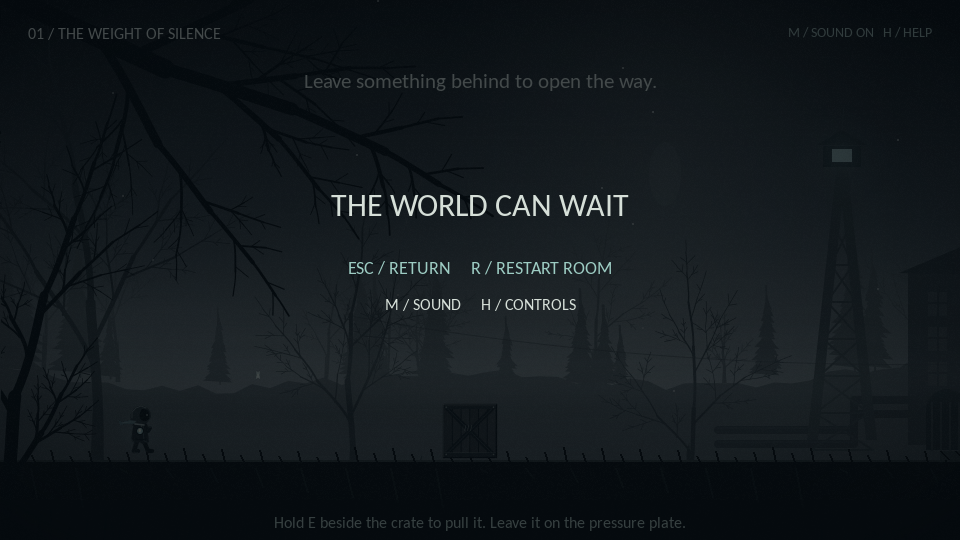 01 / THE WEIGHT OF SILENCE
M / SOUND ON H / HELP
Leave something behind to open the way.
THE WORLD CAN WAIT
ESC / RETURN R / RESTART ROOM
M / SOUND H / CONTROLS
Hold E beside the crate to pull it. Leave it on the pressure plate.